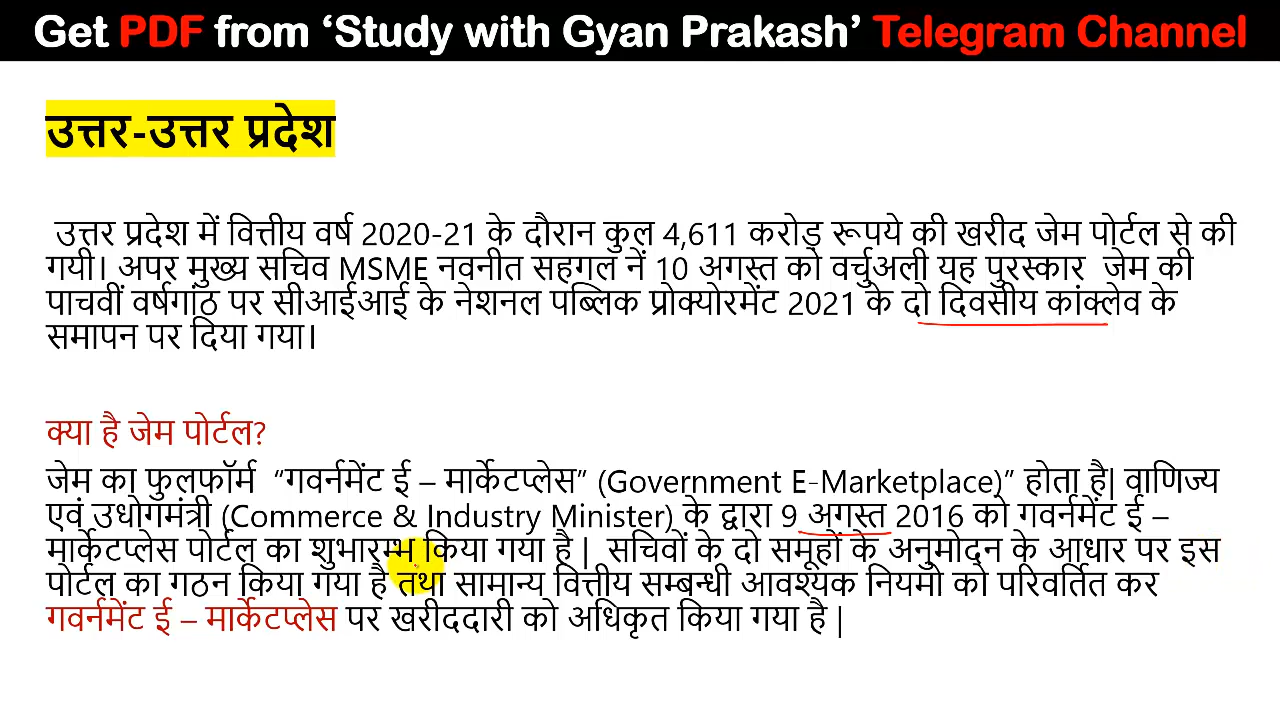 Get PDF from ‘Study with Gyan Prakash’ Telegram Channel
उत्तर-उत्तर प्रदेश
उत्तर प्रदेश में वित्तीय वर्ष 2020-21 के दौरान कुल 4,611 करोड़ रूपये की खरीद जेम पोर्टल से की
गयी। अपर मुख्य सचिव MSME नवनीत सहगल नें 10 अगस्त को वर्चुअली यह पुरस्कार जेम की
पाचवीं वर्षगांठ पर सीआईआई के नेशनल पब्लिक प्रोक्योरमेंट 2021 के दो दिवसीय कांक्लेव के
समापन पर दिया गया।
क्या है जेम पोर्टल?
जेम का फुलफॉर्म “गवर्नमेंट ई – मार्केटप्लेस” (Government E-Marketplace)” होता है| वाणिज्य
एवं उधोगमंत्री (Commerce & Industry Minister) के द्वारा 9 अगस्त 2016 को गवर्नमेंट ई –
मार्केटप्लेस पोर्टल का शुभारम्भ किया गया है | सचिवों के दो समूहों के अनुमोदन के आधार पर इस
पोर्टल का गठन किया गया है तथा सामान्य वित्तीय सम्बन्धी आवश्यक नियमो को परिवर्तित कर
गवर्नमेंट ई – मार्केटप्लेस पर खरीददारी को अधिकृत किया गया है |